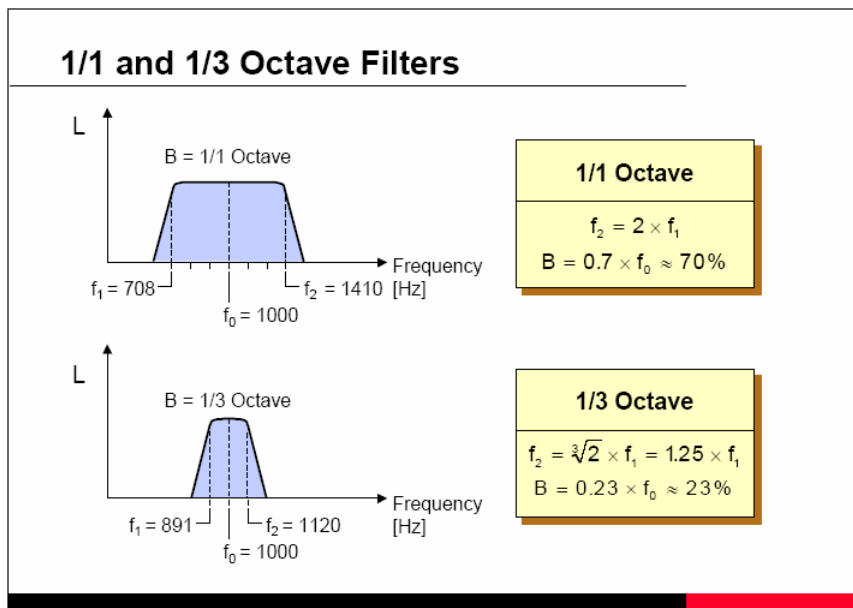 1/1 and 1/3 Octave Filters
L
B = 1/1 Octave
Frequency
[Hz]
f₁ = 708
f₂ = 1410
f₀ = 1000
1/1 Octave
f₂ = 2 × f₁
B = 0.7 × f₀ ≈ 70%
L
B = 1/3 Octave
Frequency
[Hz]
f₁ = 891
f₂ = 1120
f₀ = 1000
1/3 Octave
f₂ = ∛2 × f₁ = 1.25 × f₁
B = 0.23 × f₀ ≈ 23%